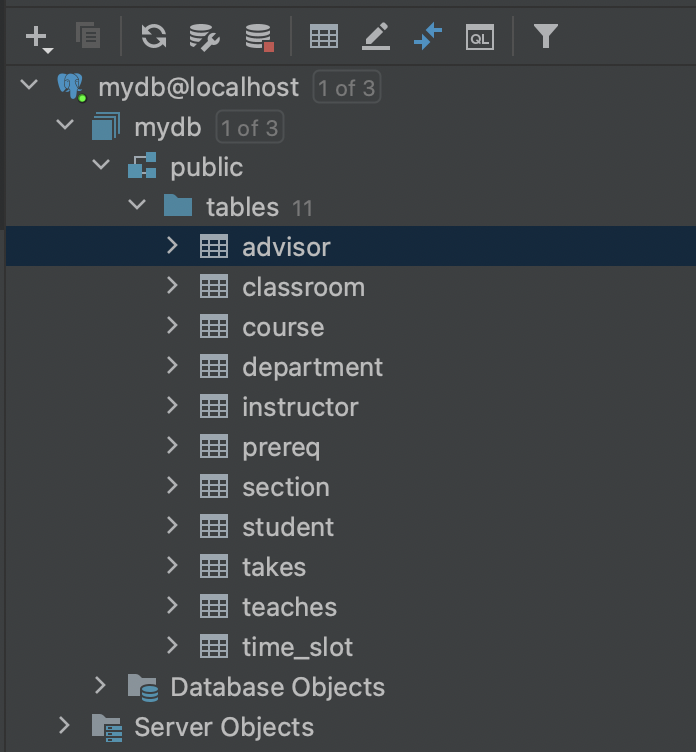 QL
mydb@localhost 1 of 3
mydb 1 of 3
public
tables 11
advisor
classroom
course
department
instructor
prereq
section
student
takes
teaches
time_slot
Database Objects
Server Objects